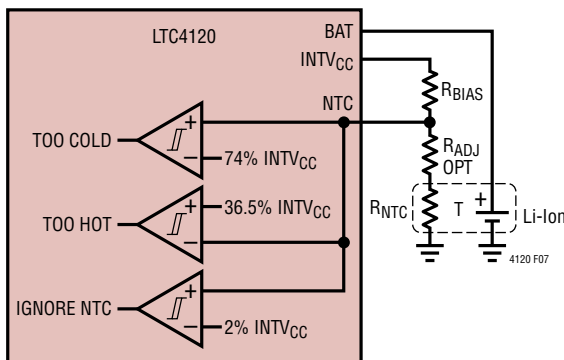 LTC4120
BAT
INTVCC
NTC
RBIAS
RADJ
OPT
RNTC
T
+
Li-Ion
TOO COLD
+
–
74% INTVCC
TOO HOT
+
–
36.5% INTVCC
IGNORE NTC
+
–
2% INTVCC
4120 F07